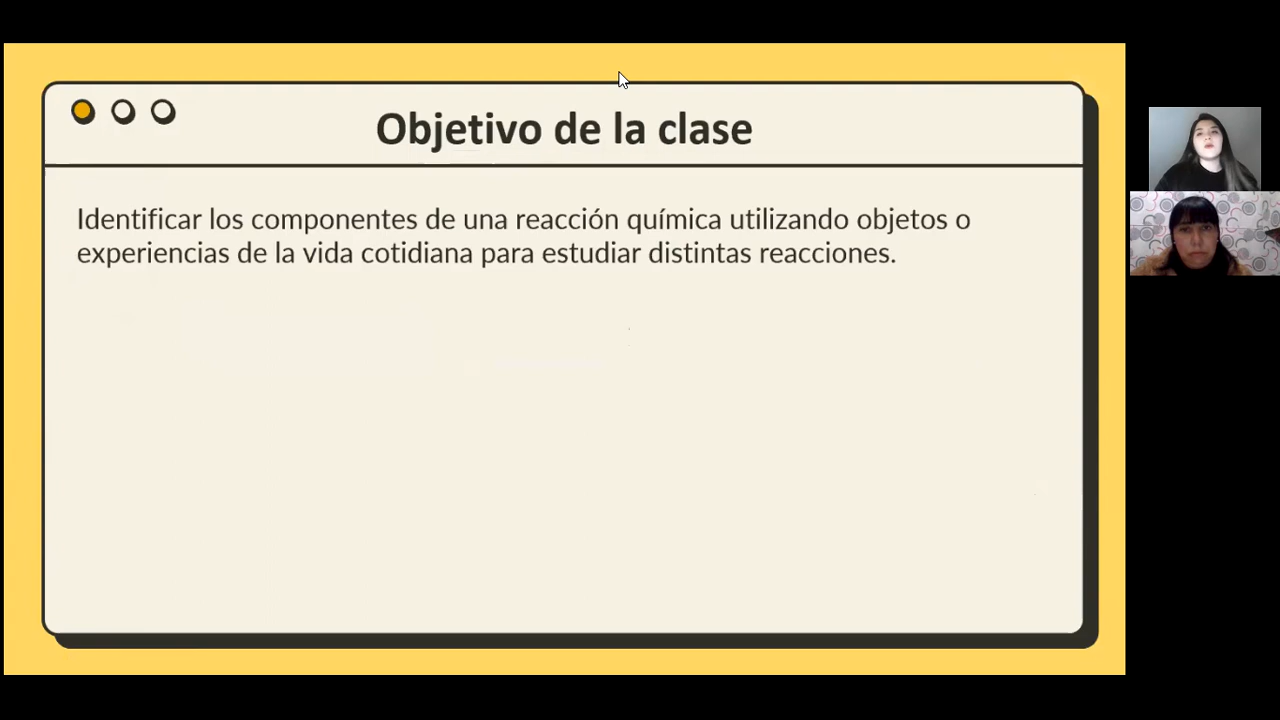 Objetivo de la clase
Identificar los componentes de una reacción química utilizando objetos o
experiencias de la vida cotidiana para estudiar distintas reacciones.